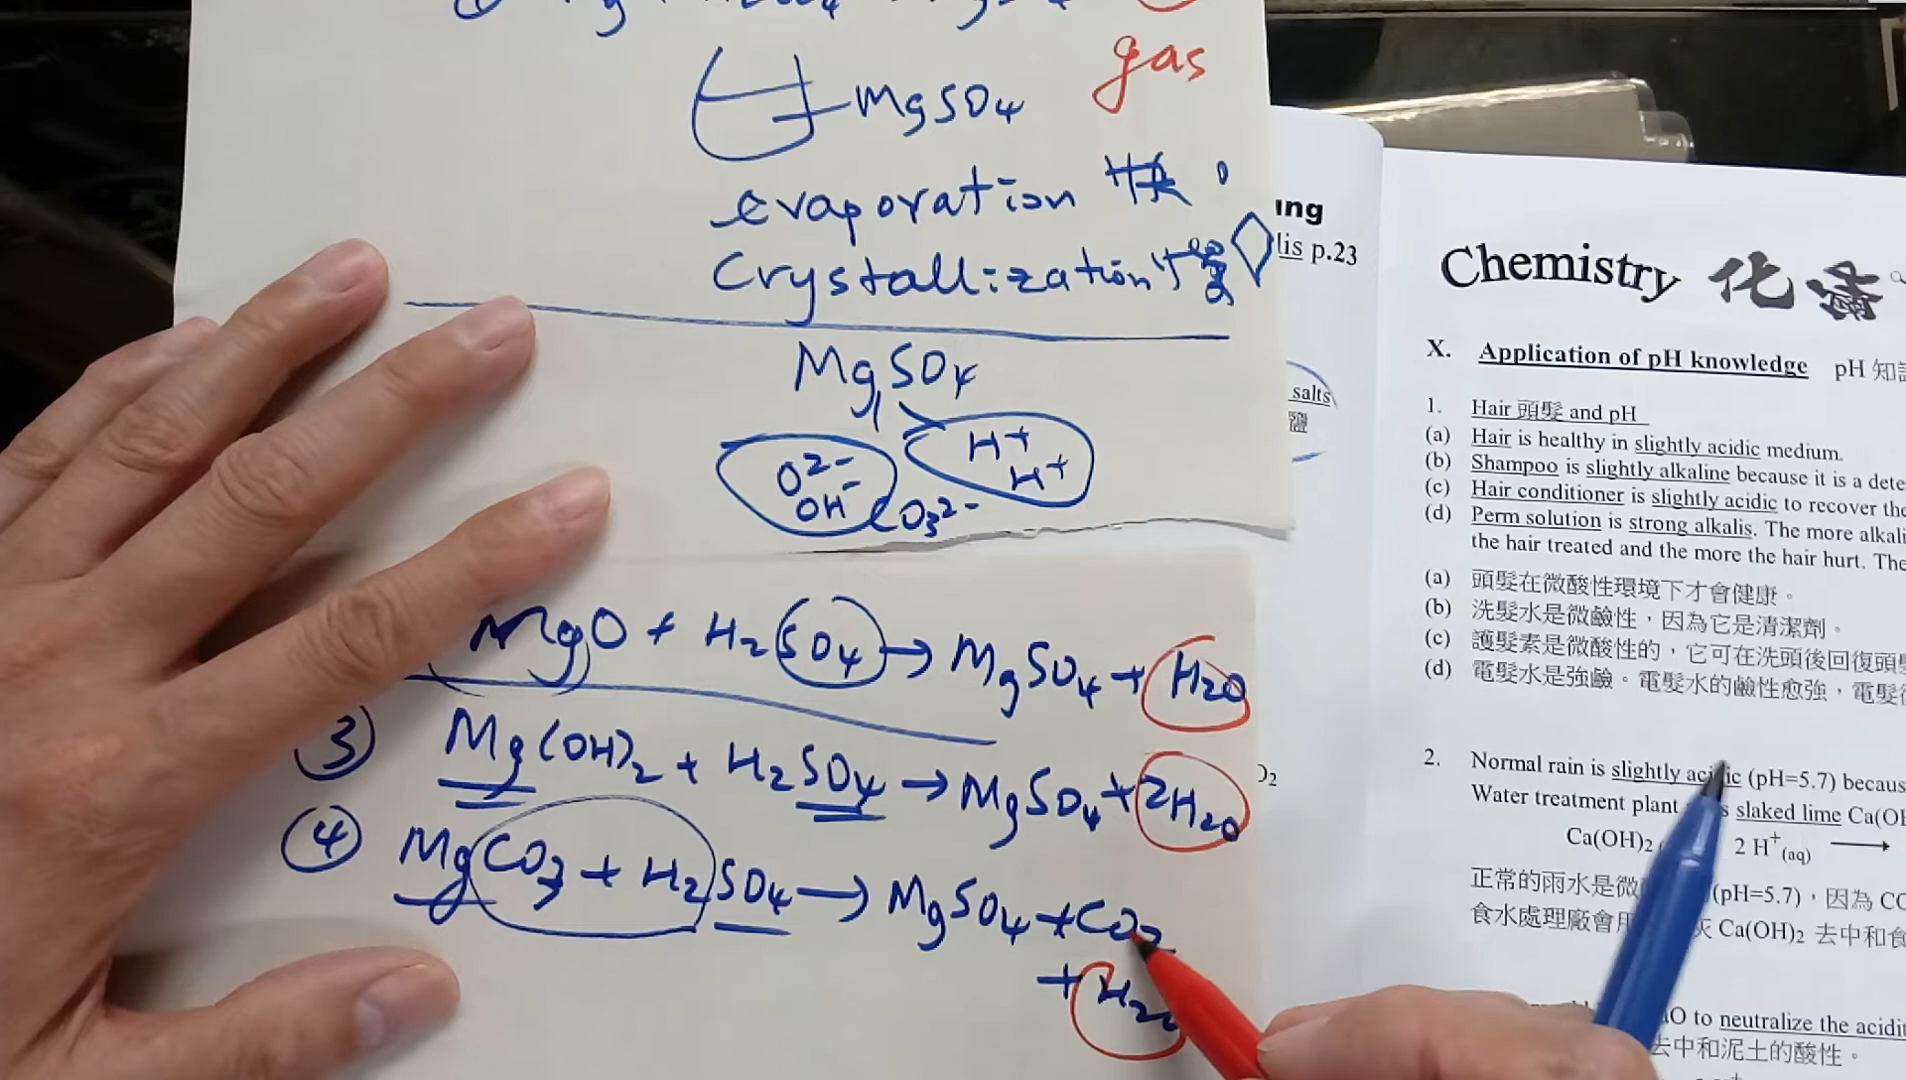 gas
MgSO4
evaporation 快
Crystallization 慢
MgSO4
O2- H+
OH- H+
CO3 2-
MgO + H2SO4 → MgSO4 + H2O
③ Mg(OH)2 + H2SO4 → MgSO4 + 2H2O
④ MgCO3 + H2SO4 → MgSO4 + CO2
+ H2O
lis p.23
salts
Chemistry 化
X. Application of pH knowledge pH 知
1. Hair 頭髮 and pH
(a) Hair is healthy in slightly acidic medium.
(b) Shampoo is slightly alkaline because it is a
(c) Hair conditioner is slightly acidic to recover
(d) Perm solution is strong alkalis. The more
the hair treated and the more the hair hurt.
(a) 頭髮在微酸性環境下才會健康。
(b) 洗髮水是微鹼性，因為它是清潔劑。
(c) 護髮素是微酸性的，它可在洗頭後回復頭
(d) 電髮水是強鹼。電髮水的鹼性愈強，電髮
2. Normal rain is slightly acidic (pH=5.7)
Water treatment plant slaked lime
Ca(OH)2 2 H+(aq) ⟶
正常的雨水是微 (pH=5.7)，因為
食水處理廠會用 灰 Ca(OH)2 去中和食
to neutralize the
去中和泥土的酸性。